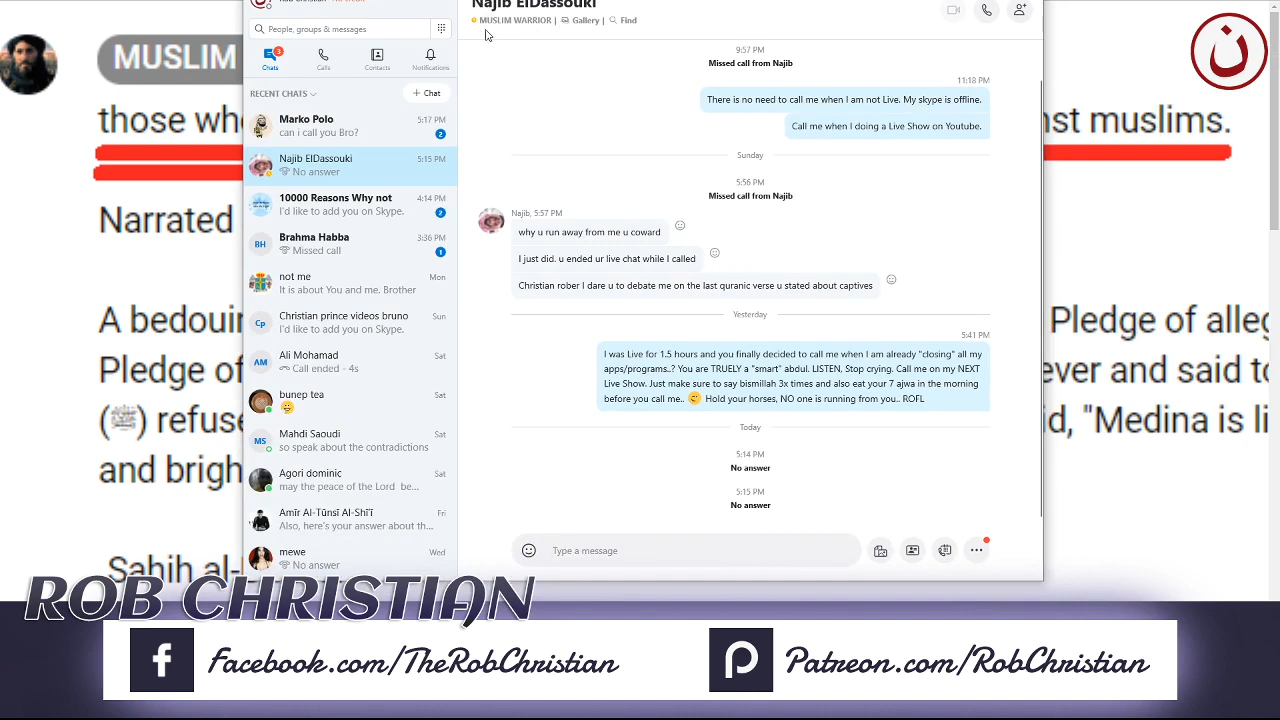 Najib ElDassouki
MUSLIM WARRIOR | Gallery | Find
People, groups & messages
3
Chats
Calls
Contacts
Notifications
RECENT CHATS
+ Chat
Marko Polo 5:17 PM
can i call you Bro? 2
Najib ElDassouki 5:15 PM
No answer
10000 Reasons Why not 4:14 PM
I'd like to add you on Skype. 2
BH
Brahma Habba 3:36 PM
Missed call 1
not me Mon
It is about You and me. Brother
Cp
Christian prince videos bruno Sun
I'd like to add you on Skype.
AM
Ali Mohamad Sat
Call ended - 4s
bunep tea Sat
MS
Mahdi Saoudi Sat
so speak about the contradictions
Agori dominic Sat
may the peace of the Lord be...
Amīr Al-Tūnsī Al-Shī'ī Fri
Also, here's your answer about th...
mewe Wed
No answer
9:57 PM
Missed call from Najib
11:18 PM
There is no need to call me when I am not Live. My skype is offline.
Call me when I doing a Live Show on Youtube.
Sunday
5:56 PM
Missed call from Najib
Najib, 5:57 PM
why u run away from me u coward
I just did. u ended ur live chat while I called
Christian rober I dare u to debate me on the last quranic verse u stated about captives
Yesterday
5:41 PM
I was Live for 1.5 hours and you finally decided to call me when I am already "closing" all my
apps/programs..? You are TRUELY a "smart" abdul. LISTEN, Stop crying. Call me on my NEXT
Live Show. Just make sure to say bismillah 3x times and also eat your 7 ajwa in the morning
before you call me.. Hold your horses, NO one is running from you.. ROFL
Today
5:14 PM
No answer
5:15 PM
No answer
Type a message
MUSLIM
ن
muslims.
Narrated
A bedouin
Pledge of
Pledge of
and said to
(ﷺ)
"Medina is
Sahih
ROB CHRISTIAN
Facebook.com/TheRobChristian
Patreon.com/RobChristian